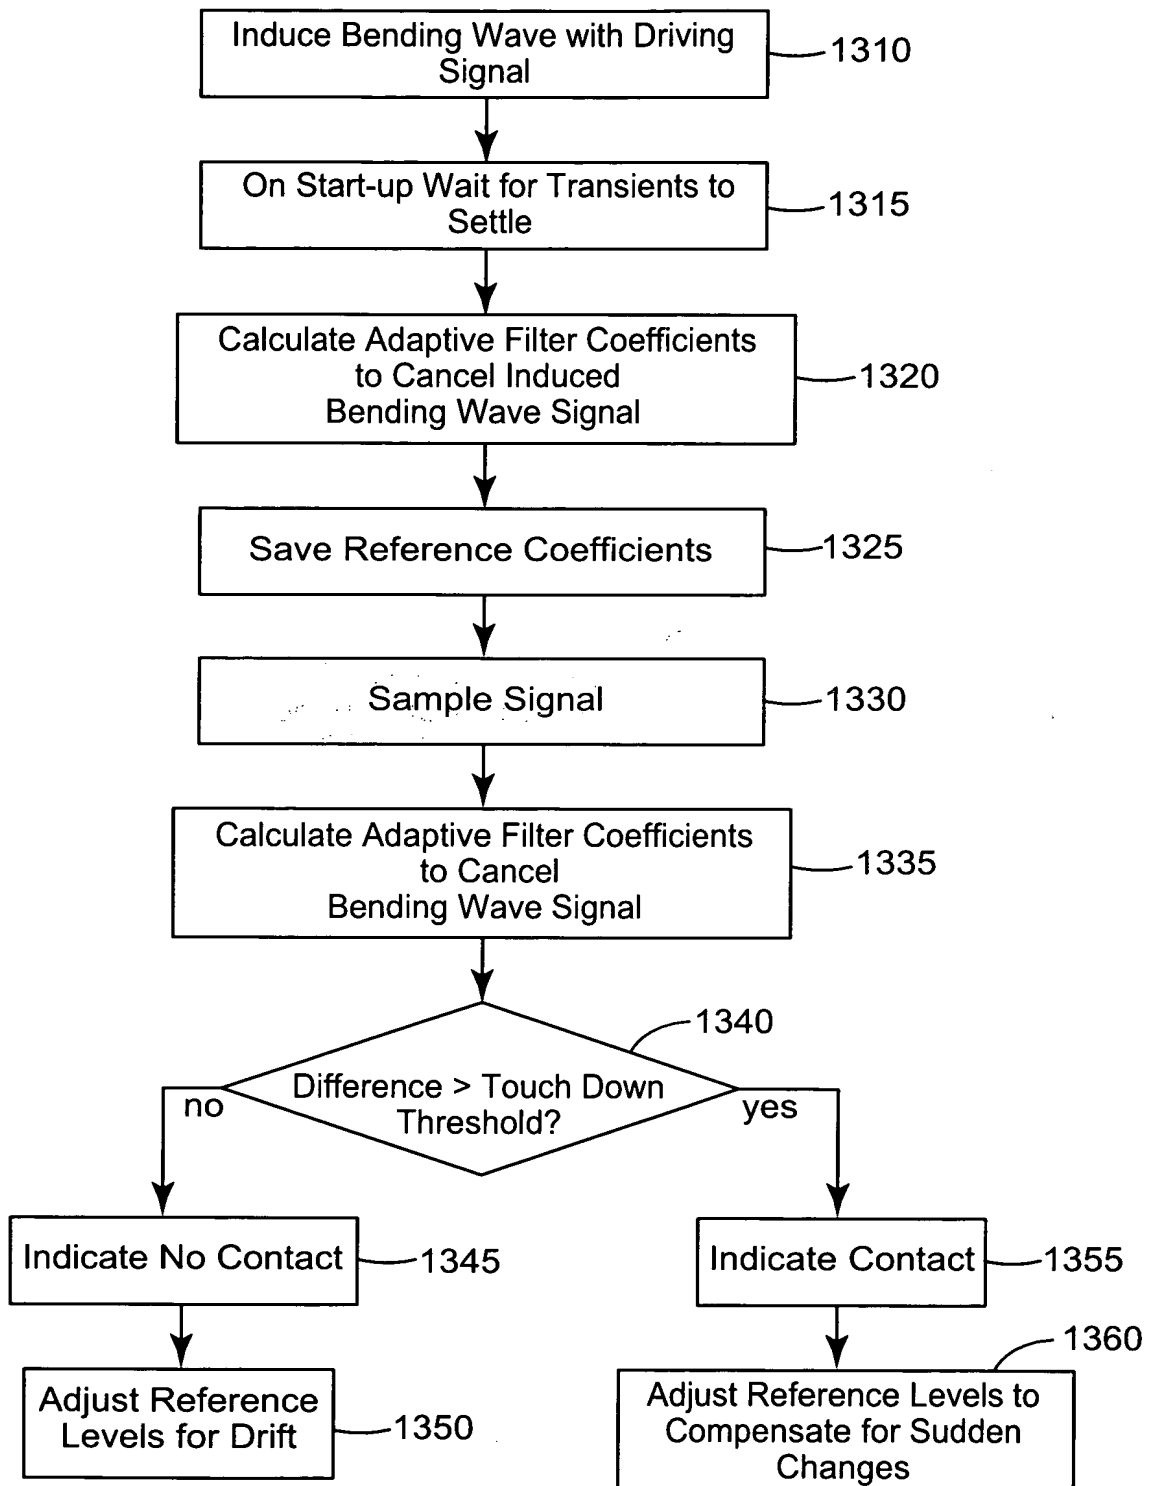 Induce Bending Wave with Driving
Signal
1310
On Start-up Wait for Transients to
Settle
1315
Calculate Adaptive Filter Coefficients
to Cancel Induced
Bending Wave Signal
1320
Save Reference Coefficients
1325
Sample Signal
1330
Calculate Adaptive Filter Coefficients
to Cancel
Bending Wave Signal
1335
1340
Difference > Touch Down
Threshold?
no
yes
Indicate No Contact
1345
Indicate Contact
1355
Adjust Reference
Levels for Drift
1350
1360
Adjust Reference Levels to
Compensate for Sudden
Changes